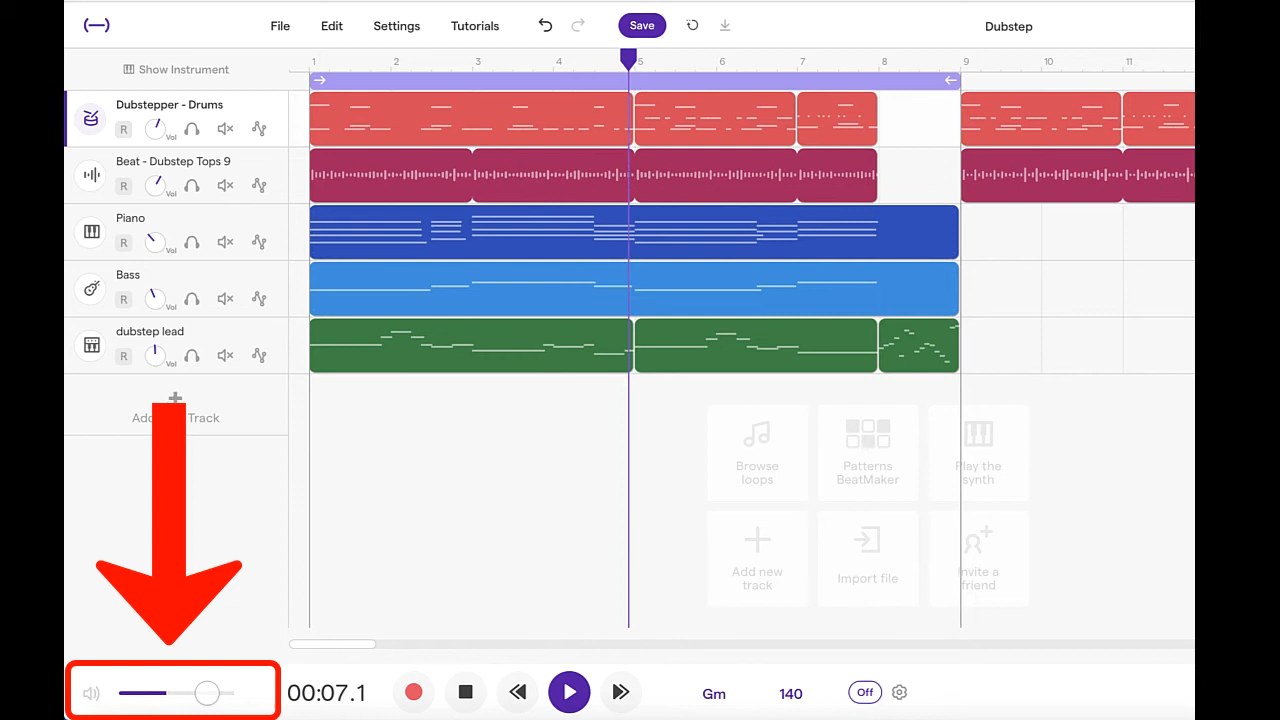 File Edit Settings Tutorials Save Dubstep
Show Instrument
1 2 3 4 5 6 7 8 9 10 11
Dubstepper - Drums
R Vol
Beat - Dubstep Tops 9
R Vol
Piano
R Vol
Bass
R Vol
dubstep lead
R Vol
Add Track
Browse
loops
Patterns
BeatMaker
Play the
synth
Add new
track
Import file
Invite a
friend
00:07.1 Gm 140 Off